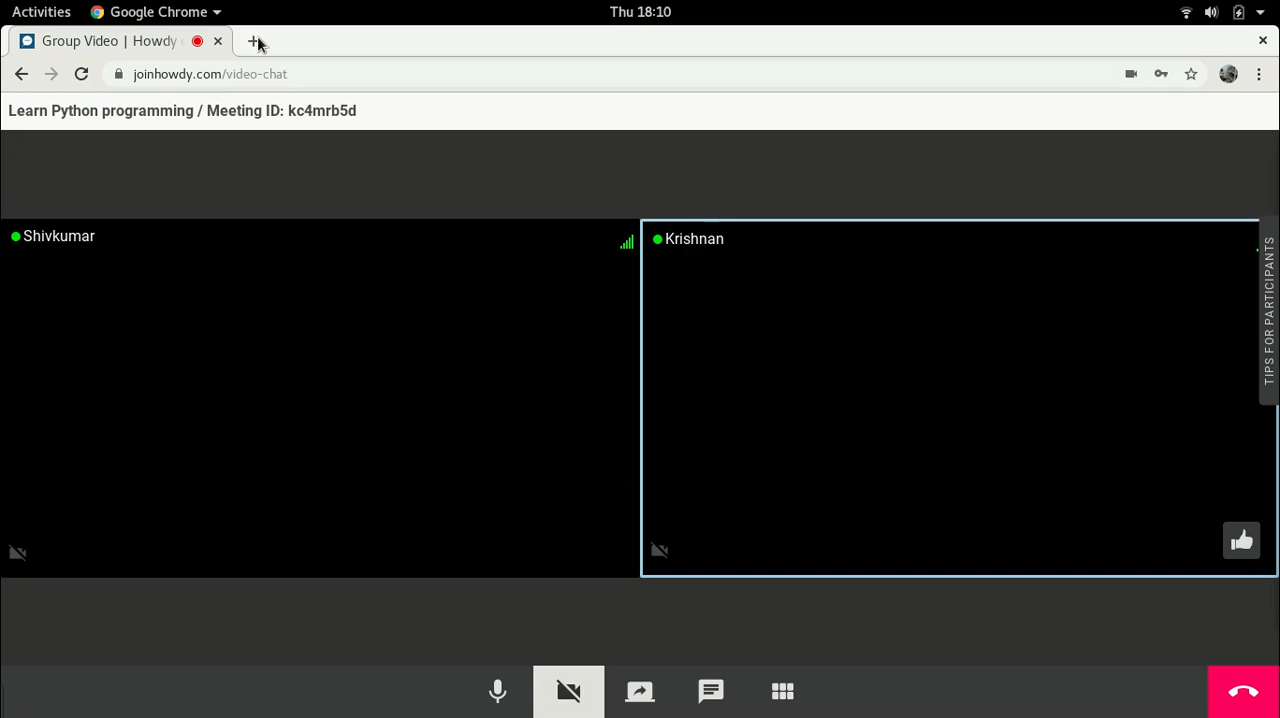 Activities Google Chrome Thu 18:10
Group Video | Howdy
joinhowdy.com/video-chat
Learn Python programming / Meeting ID: kc4mrb5d
Shivkumar
Krishnan
TIPS FOR PARTICIPANTS